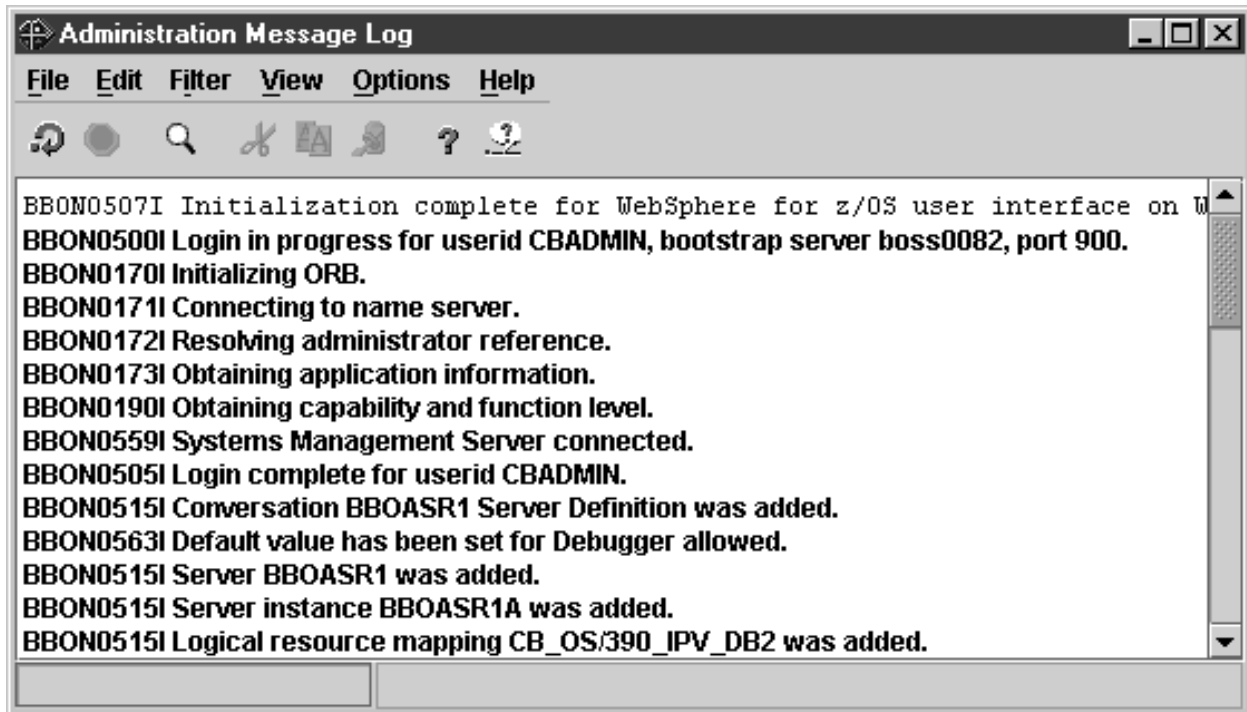 Administration Message Log
File Edit Filter View Options Help
BBON0507I Initialization complete for WebSphere for z/OS user interface on W
BBON0500I Login in progress for userid CBADMIN, bootstrap server boss0082, port 900.
BBON0170I Initializing ORB.
BBON0171I Connecting to name server.
BBON0172I Resolving administrator reference.
BBON0173I Obtaining application information.
BBON0190I Obtaining capability and function level.
BBON0559I Systems Management Server connected.
BBON0505I Login complete for userid CBADMIN.
BBON0515I Conversation BBOASR1 Server Definition was added.
BBON0563I Default value has been set for Debugger allowed.
BBON0515I Server BBOASR1 was added.
BBON0515I Server instance BBOASR1A was added.
BBON0515I Logical resource mapping CB_OS/390_IPV_DB2 was added.